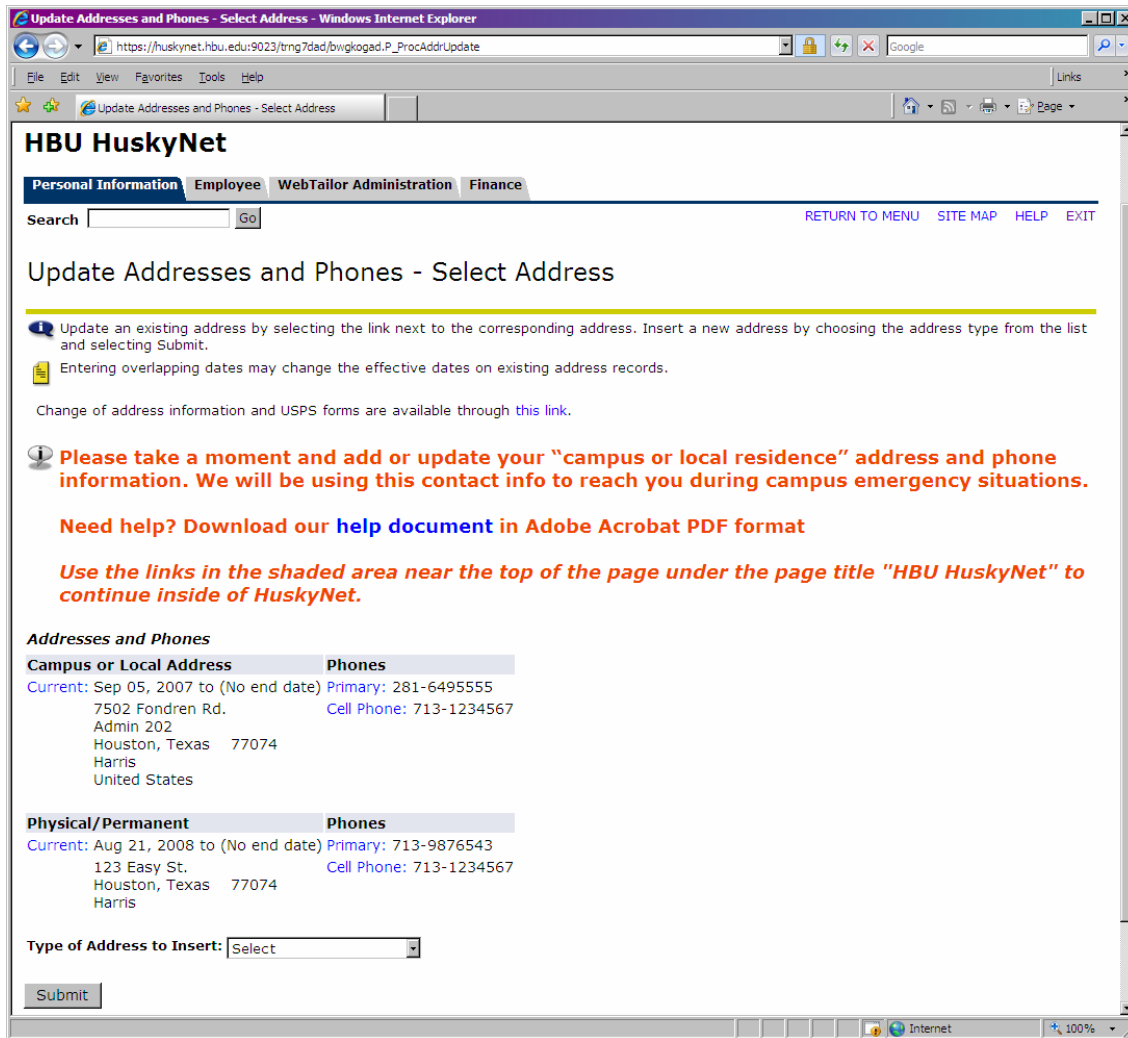 Update Addresses and Phones - Select Address - Windows Internet Explorer
https://huskynet.hbu.edu:9023/trng7dad/bwgkogad.P_ProcAddrUpdate
Google
File Edit View Favorites Tools Help
Links
Update Addresses and Phones - Select Address
Page
HBU HuskyNet
Personal Information Employee WebTailor Administration Finance
Search Go
RETURN TO MENU SITE MAP HELP EXIT
Update Addresses and Phones - Select Address
Update an existing address by selecting the link next to the corresponding address. Insert a new address by choosing the address type from the list
and selecting Submit.
Entering overlapping dates may change the effective dates on existing address records.
Change of address information and USPS forms are available through this link.
Please take a moment and add or update your “campus or local residence” address and phone
information. We will be using this contact info to reach you during campus emergency situations.
Need help? Download our help document in Adobe Acrobat PDF format
Use the links in the shaded area near the top of the page under the page title "HBU HuskyNet" to
continue inside of HuskyNet.
Addresses and Phones
Campus or Local Address Phones
Current: Sep 05, 2007 to (No end date) Primary: 281-6495555
7502 Fondren Rd. Cell Phone: 713-1234567
Admin 202
Houston, Texas 77074
Harris
United States
Physical/Permanent Phones
Current: Aug 21, 2008 to (No end date) Primary: 713-9876543
123 Easy St. Cell Phone: 713-1234567
Houston, Texas 77074
Harris
Type of Address to Insert: Select
Submit
Internet 100%